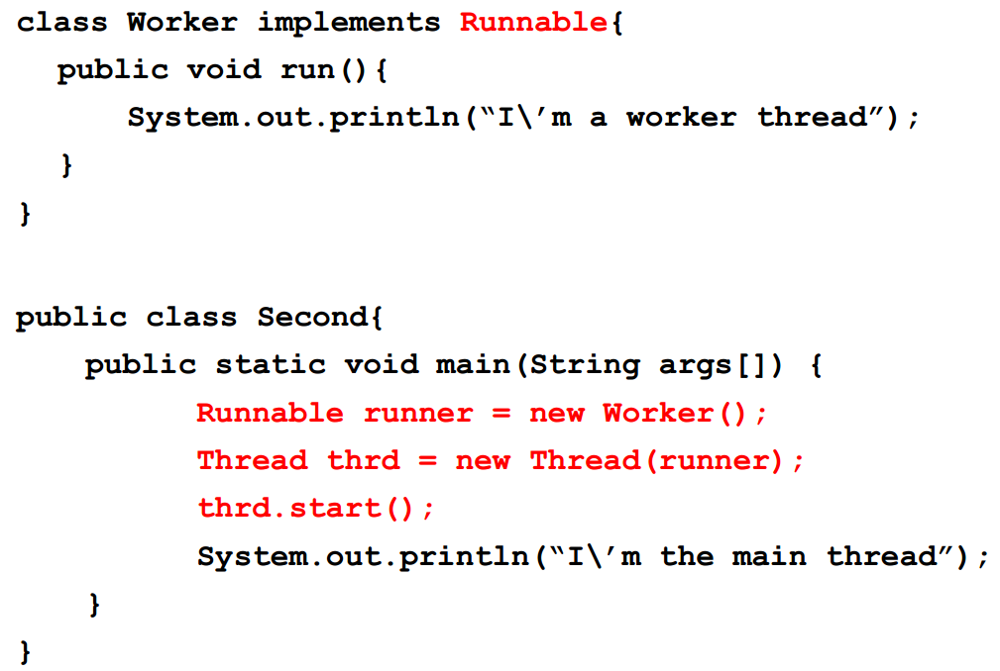 class Worker implements Runnable{
public void run(){
System.out.println(“I\’m a worker thread”);
}
}
public class Second{
public static void main(String args[]) {
Runnable runner = new Worker();
Thread thrd = new Thread(runner);
thrd.start();
System.out.println(“I\’m the main thread”);
}
}